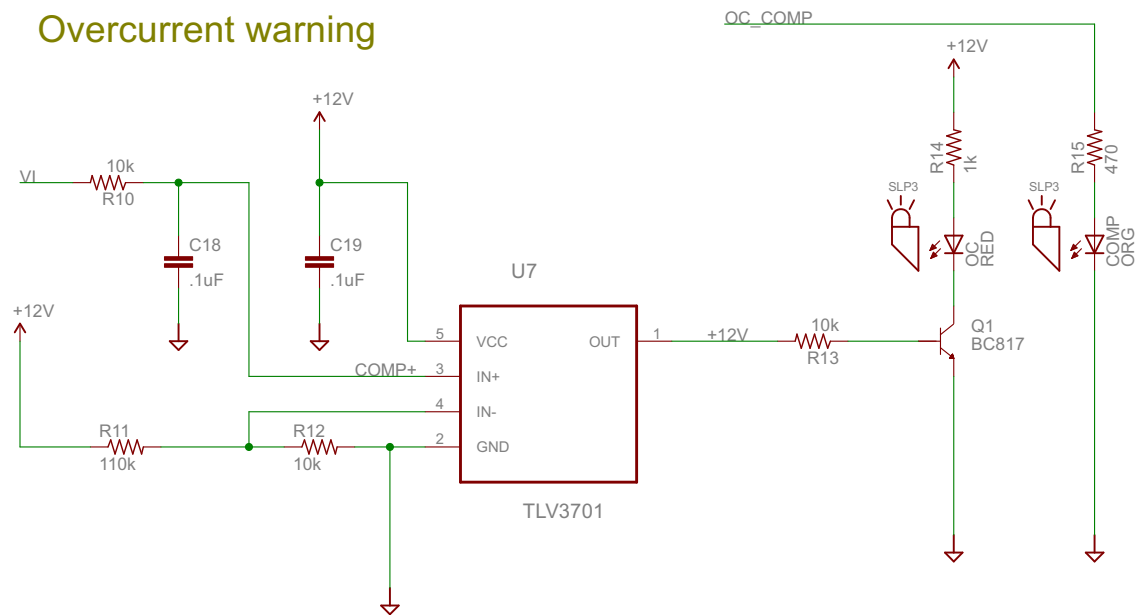 Overcurrent warning
OC_COMP
+12V
+12V
VI
10k
R10
R14
1k
R15
470
SLP3
SLP3
C18
.1uF
C19
.1uF
OC
RED
COMP
ORG
U7
+12V
5
VCC
OUT
1
+12V
10k
R13
Q1
BC817
COMP+
3
IN+
4
IN-
R11
110k
R12
10k
2
GND
TLV3701